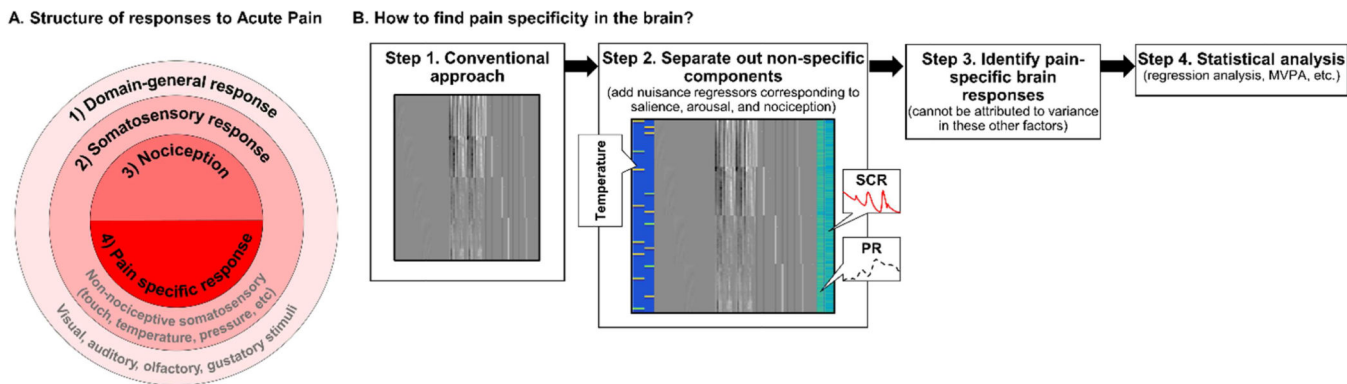 A. Structure of responses to Acute Pain
1) Domain-general response
2) Somatosensory response
3) Nociception
4) Pain specific response
Non-nociceptive somatosensory
(touch, temperature, pressure, etc)
Visual, auditory, olfactory, gustatory stimuli
B. How to find pain specificity in the brain?
Step 1. Conventional
approach
Step 2. Separate out non-specific
components
(add nuisance regressors corresponding to
salience, arousal, and nociception)
Temperature
SCR
PR
Step 3. Identify pain-
specific brain
responses
(cannot be attributed to variance
in these other factors)
Step 4. Statistical analysis
(regression analysis, MVPA, etc.)